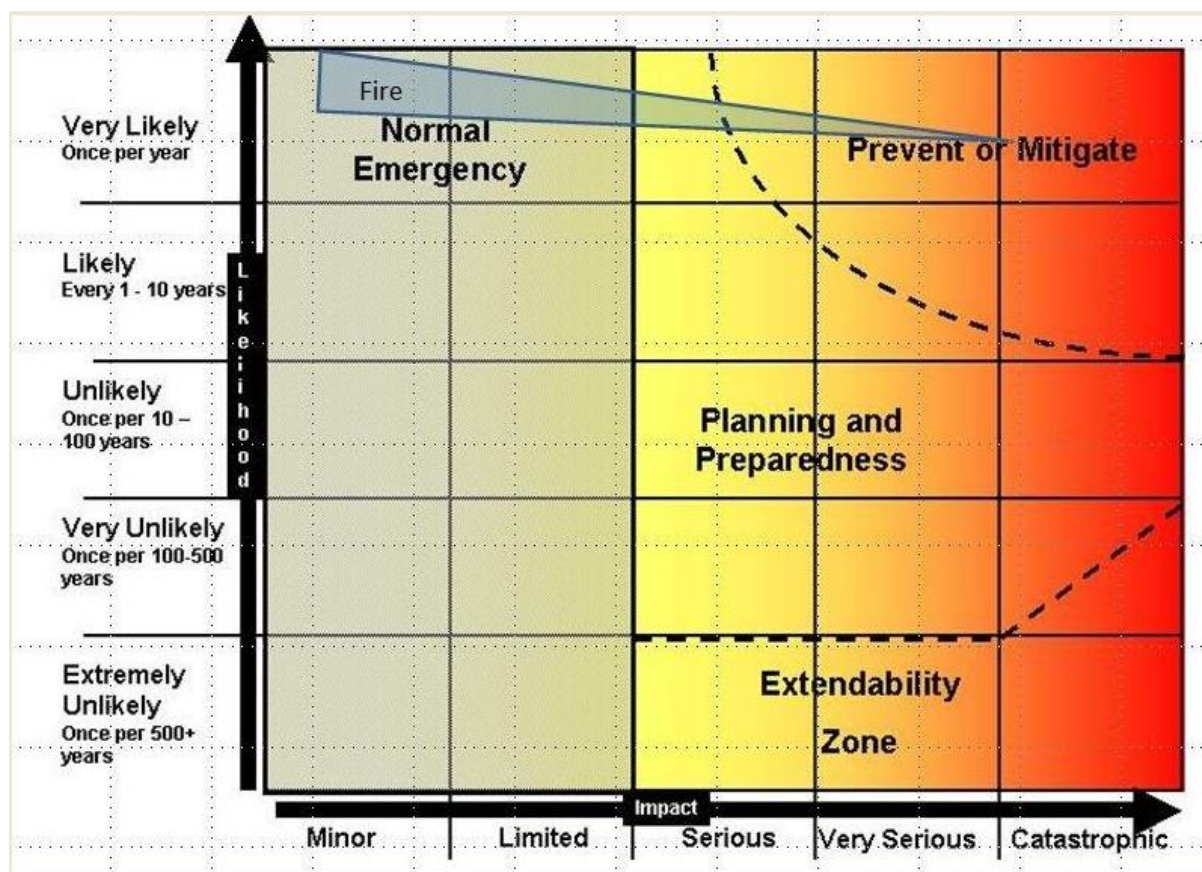 Very Likely
Once per year
Fire
Normal
Emergency
Prevent or Mitigate
Likely
Every 1 - 10 years
Likeiihood
Unlikely
Once per 10 –
100 years
Planning and
Preparedness
Very Unlikely
Once per 100-500
years
Extremely
Unlikely
Once per 500+
years
Extendability
Zone
Impact
Minor
Limited
Serious
Very Serious
Catastrophic